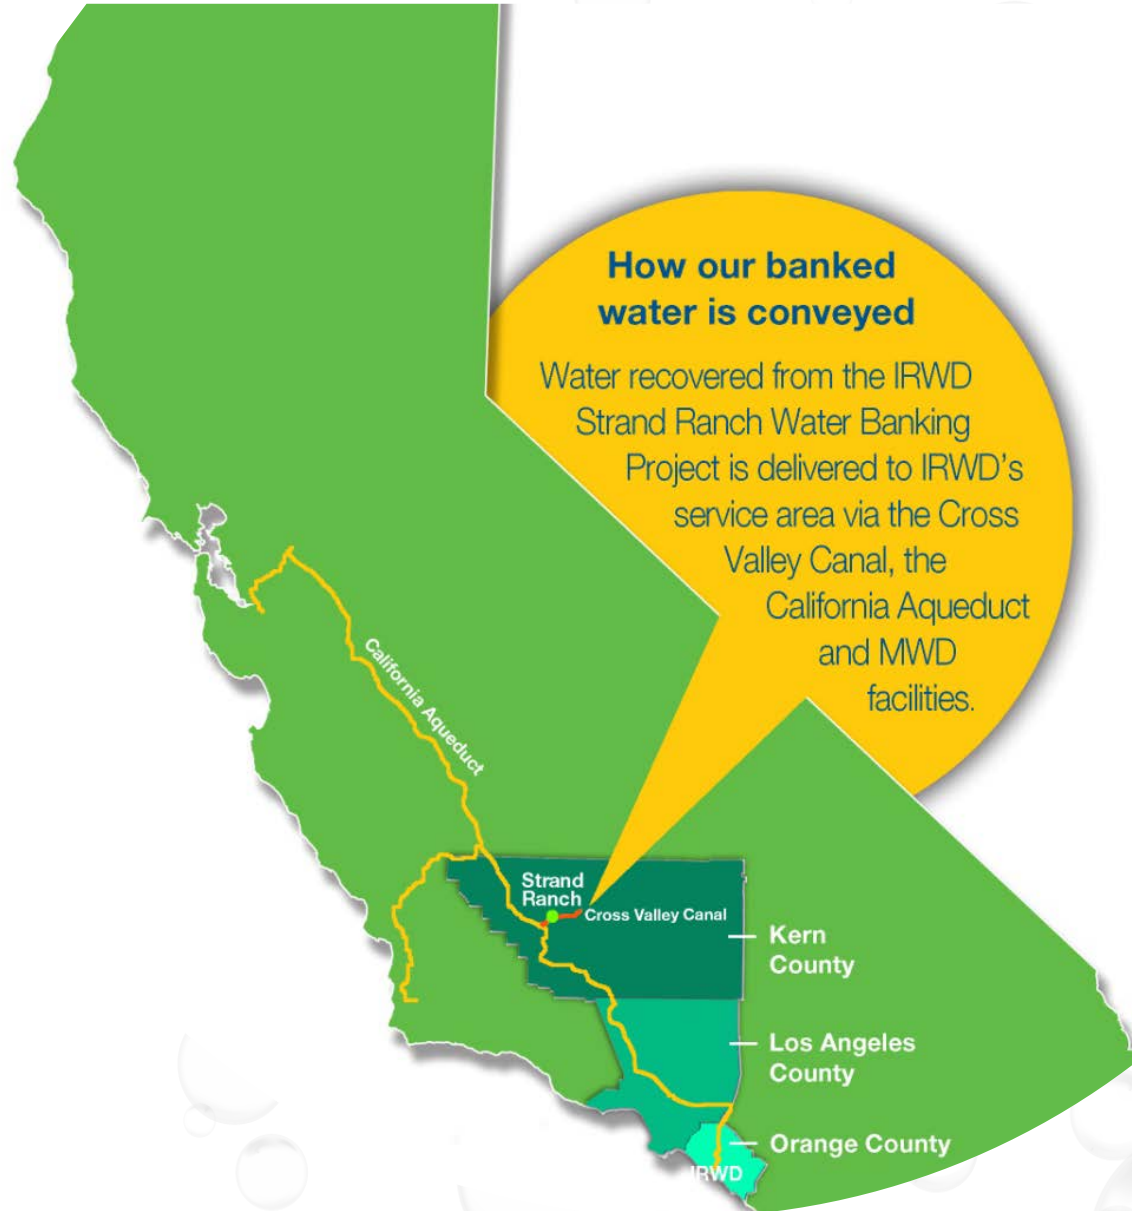 How our banked
water is conveyed
Water recovered from the IRWD
Strand Ranch Water Banking
Project is delivered to IRWD's
service area via the Cross
Valley Canal, the
California Aqueduct
and MWD
facilities.
California Aqueduct
Strand
Ranch
Cross Valley Canal
Kern
County
Los Angeles
County
Orange County
IRWD